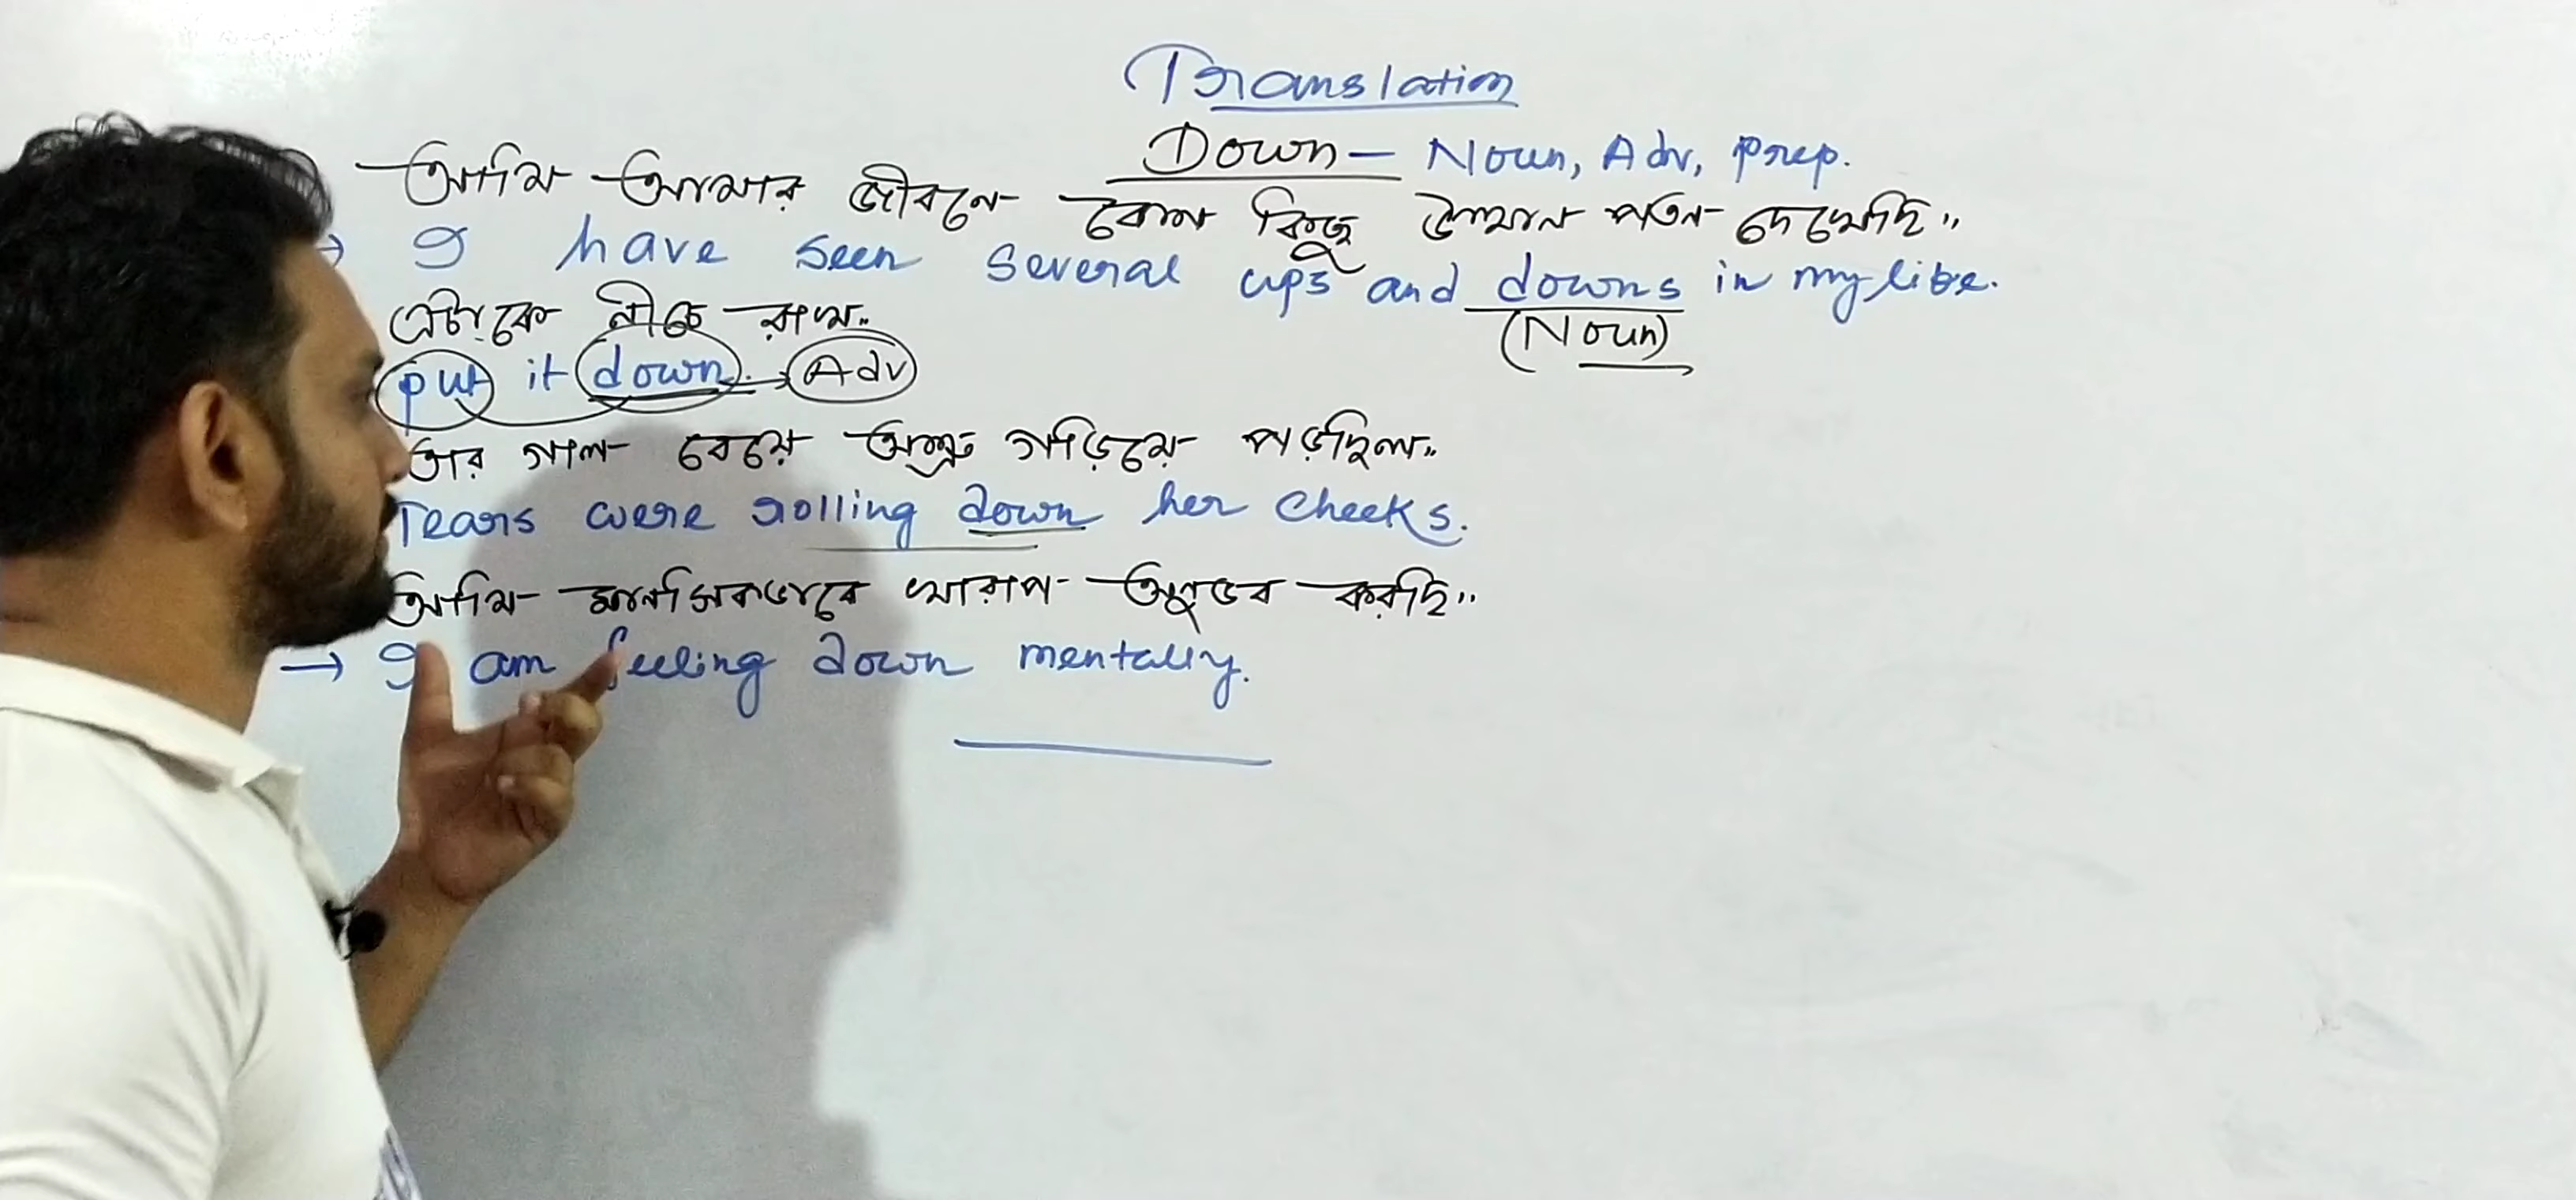 Translation
Down — Noun, Adv, prep.
আমি আমার জীবনে বেশ কিছু উত্থান পতন দেখেছি।
→ I have seen several ups and downs in my life.
(Noun)
এটাকে নীচে রাখ।
put it down. → Adv
তার গাল বেয়ে অশ্রু গড়িয়ে পড়ছিল।
Tears were rolling down her cheeks.
আমি মানসিকভাবে খারাপ অনুভব করছি।
→ I am feeling down mentally.